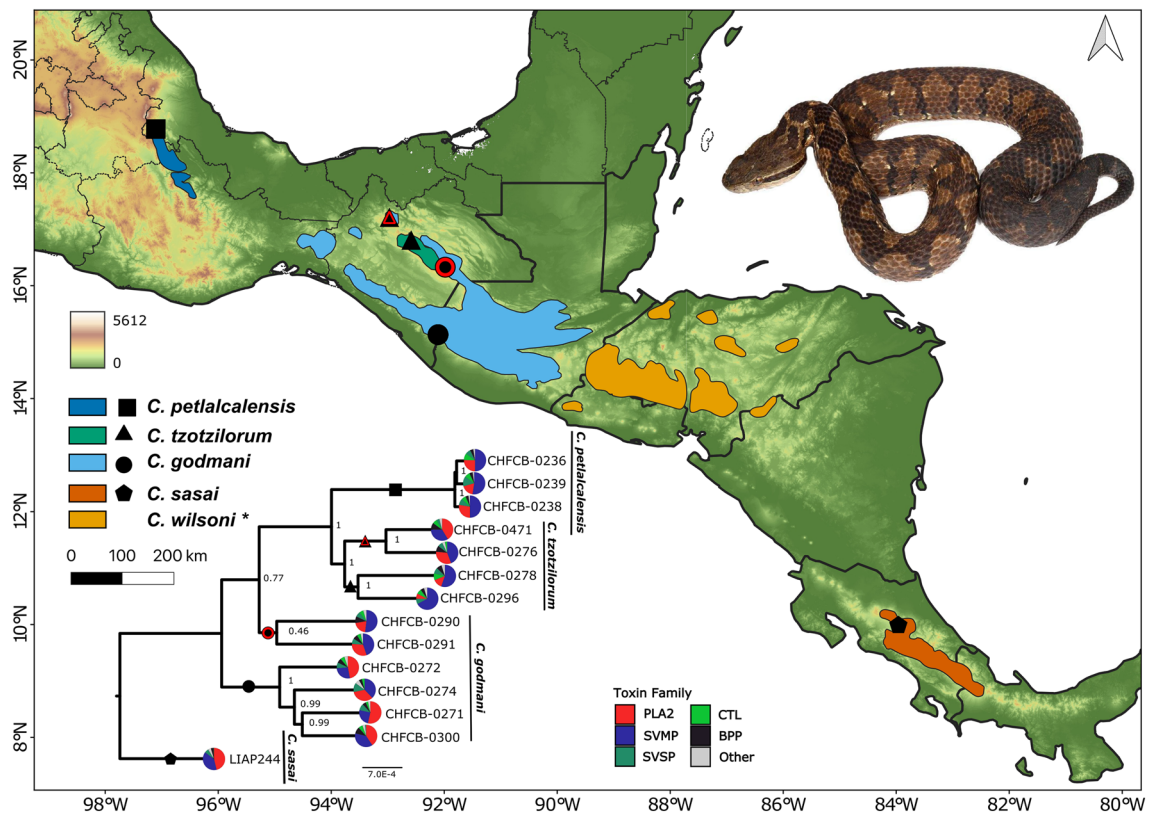 20°N
18°N
16°N
14°N
12°N
10°N
8°N
5612
0
C. petlalcalensis
C. tzotzilorum
C. godmani
C. sasai
C. wilsoni *
0 100 200 km
C. petlalcalensis
CHFCB-0236
1
CHFCB-0239
1
CHFCB-0238
C. tzotzilorum
CHFCB-0471
1
1
CHFCB-0276
1
CHFCB-0278
0.77
1
CHFCB-0296
C. godmani
CHFCB-0290
0.46
CHFCB-0291
CHFCB-0272
1
CHFCB-0274
0.99
CHFCB-0271
0.99
CHFCB-0300
C. sasai
LIAP244
7.0E-4
Toxin Family
PLA2 CTL
SVMP BPP
SVSP Other
98°W 96°W 94°W 92°W 90°W 88°W 86°W 84°W 82°W 80°W